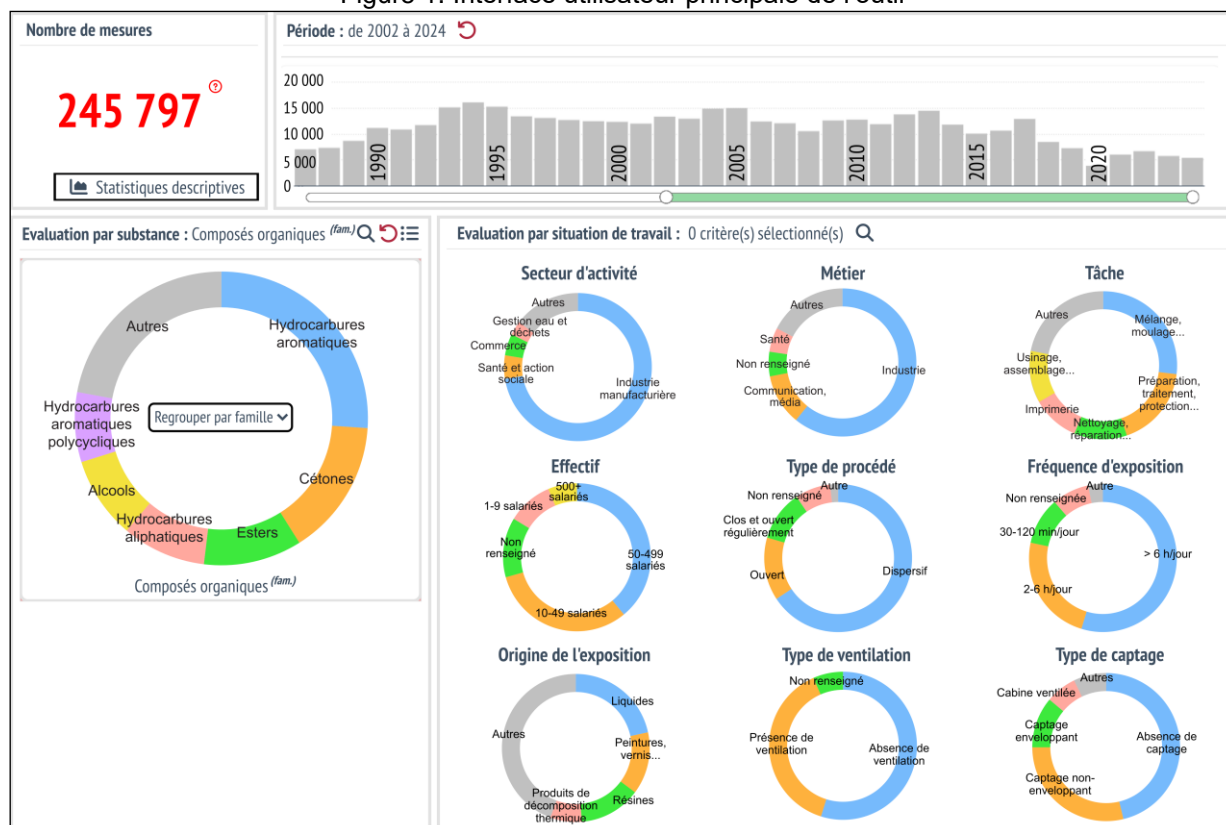 Figure 1. Interface utilisateur principale de l'outil
Nombre de mesures
245 797
?
Statistiques descriptives
Période : de 2002 à 2024
20 000
15 000
10 000
5 000
0
1990
1995
2000
2005
2010
2015
2020
Evaluation par substance : Composés organiques (fam.)
Autres
Hydrocarbures
aromatiques
Hydrocarbures
aromatiques
polycycliques
Regrouper par famille
Cétones
Alcools
Hydrocarbures
aliphatiques
Esters
Composés organiques (fam.)
Evaluation par situation de travail : 0 critère(s) sélectionné(s)
Secteur d'activité
Autres
Gestion eau et
déchets
Commerce
Santé et action
sociale
Industrie
manufacturière
Métier
Autres
Santé
Non renseigné
Communication,
média
Industrie
Tâche
Autres
Mélange,
moulage...
Usinage,
assemblage...
Préparation,
traitement,
protection...
Imprimerie
Nettoyage,
réparation...
Effectif
500+
salariés
1-9 salariés
Non
renseigné
50-499
salariés
10-49 salariés
Type de procédé
Autre
Non renseigné
Clos et ouvert
régulièrement
Ouvert
Dispersif
Fréquence d'exposition
Autre
Non renseignée
30-120 min/jour
> 6 h/jour
2-6 h/jour
Origine de l'exposition
Liquides
Autres
Peintures,
vernis...
Produits de
décomposition
thermique
Résines
Type de ventilation
Non renseigné
Présence de
ventilation
Absence de
ventilation
Type de captage
Autres
Cabine ventilée
Captage
enveloppant
Absence de
captage
Captage non-
enveloppant